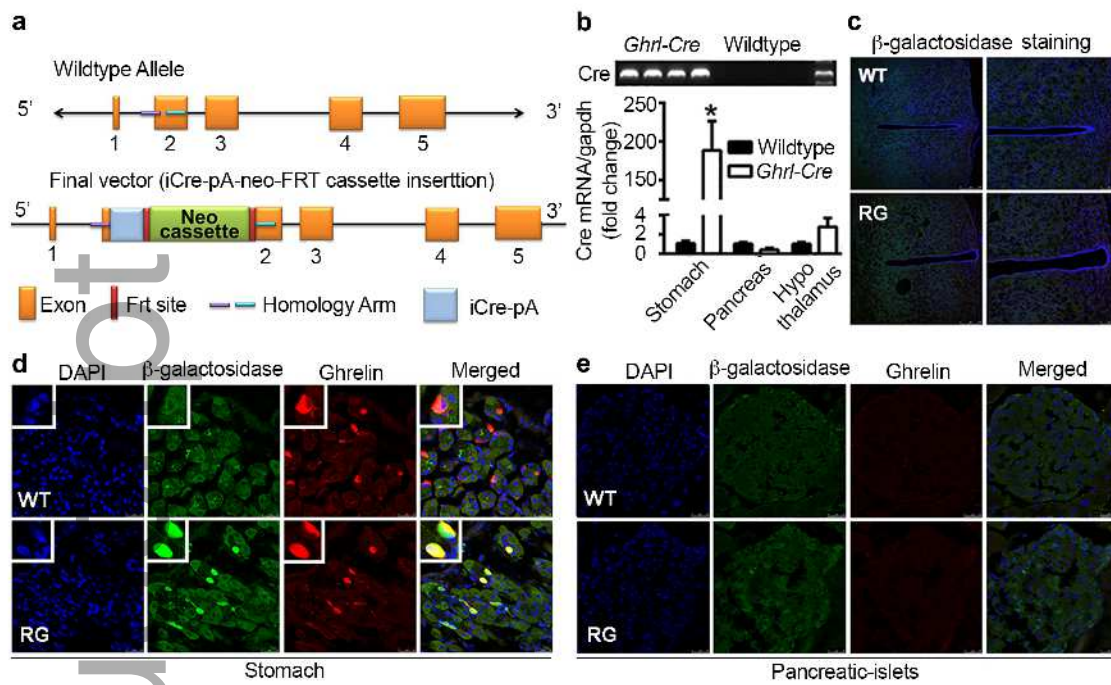 a
Wildtype Allele
5’ 3’
1 2 3 4 5
Final vector (iCre-pA-neo-FRT cassette inserttion)
5’ 3’
Neo
cassette
1 2 3 4 5
Exon Frt site Homology Arm iCre-pA
b
Ghrl-Cre Wildtype
Cre
Cre mRNA/gapdh
(fold change)
250
200
150
100
50
4
2
0
*
Wildtype
Ghrl-Cre
Stomach
Pancreas
Hypo
thalamus
c
β-galactosidase staining
WT
RG
d
DAPI β-galactosidase Ghrelin Merged
WT
RG
Stomach
e
DAPI β-galactosidase Ghrelin Merged
WT
RG
Pancreatic-islets